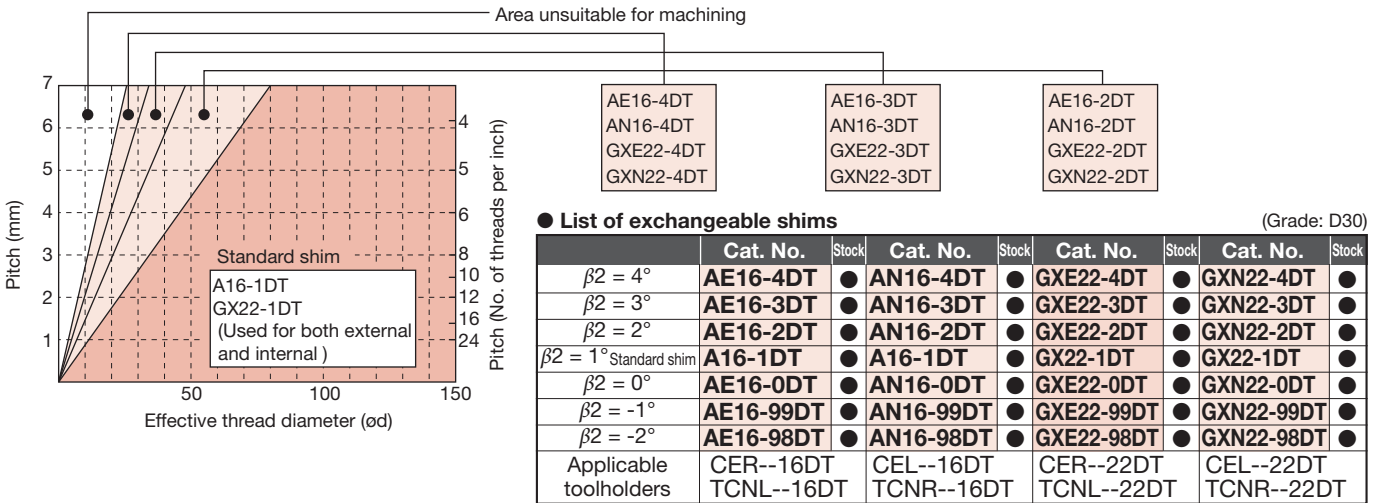 Area unsuitable for machining
AE16-4DT
AN16-4DT
GXE22-4DT
GXN22-4DT
AE16-3DT
AN16-3DT
GXE22-3DT
GXN22-3DT
AE16-2DT
AN16-2DT
GXE22-2DT
GXN22-2DT
Pitch (mm)
7
6
5
4
3
2
1
50
100
150
Effective thread diameter (ød)
4
5
6
8
10
12
16
24
Pitch (No. of threads per inch)
Standard shim
A16-1DT
GX22-1DT
(Used for both external
and internal )
● List of exchangeable shims (Grade: D30)
Cat. No. Stock Cat. No. Stock Cat. No. Stock Cat. No. Stock
β2 = 4° AE16-4DT ● AN16-4DT ● GXE22-4DT ● GXN22-4DT ●
β2 = 3° AE16-3DT ● AN16-3DT ● GXE22-3DT ● GXN22-3DT ●
β2 = 2° AE16-2DT ● AN16-2DT ● GXE22-2DT ● GXN22-2DT ●
β2 = 1° Standard shim A16-1DT ● A16-1DT ● GX22-1DT ● GX22-1DT ●
β2 = 0° AE16-0DT ● AN16-0DT ● GXE22-0DT ● GXN22-0DT ●
β2 = -1° AE16-99DT ● AN16-99DT ● GXE22-99DT ● GXN22-99DT ●
β2 = -2° AE16-98DT ● AN16-98DT ● GXE22-98DT ● GXN22-98DT ●
Applicable CER--16DT CEL--16DT CER--22DT CEL--22DT
toolholders TCNL--16DT TCNR--16DT TCNL--22DT TCNR--22DT